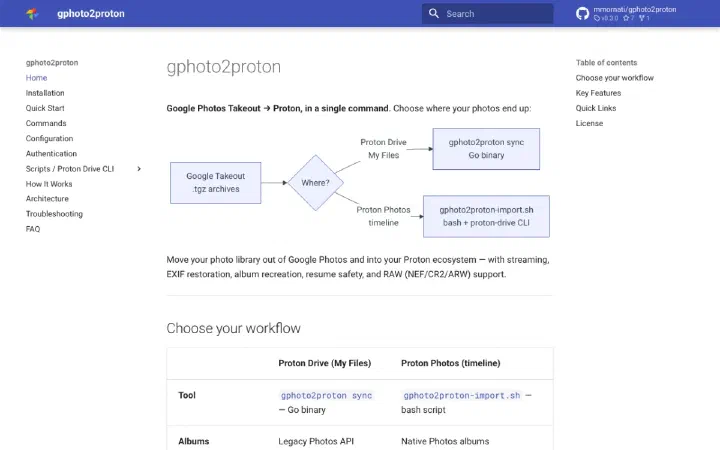 gphoto2proton
Search
mmornati/gphoto2proton
v0.2.0 7 1
gphoto2proton
Home
Installation
Quick Start
Commands
Configuration
Authentication
Scripts / Proton Drive CLI
How It Works
Architecture
Troubleshooting
FAQ
gphoto2proton
Google Photos Takeout → Proton, in a single command. Choose where your photos end up:
Google Takeout
.tgz archives
Where?
Proton Drive
My Files
gphoto2proton sync
Go binary
Proton Photos
timeline
gphoto2proton-import.sh
bash + proton-drive CLI
Move your photo library out of Google Photos and into your Proton ecosystem — with streaming,
EXIF restoration, album recreation, resume safety, and RAW (NEF/CR2/ARW) support.
Choose your workflow
Proton Drive (My Files) Proton Photos (timeline)
Tool gphoto2proton sync gphoto2proton-import.sh —
— Go binary bash script
Albums Legacy Photos API Native Photos albums
Table of contents
Choose your workflow
Key Features
Quick Links
License